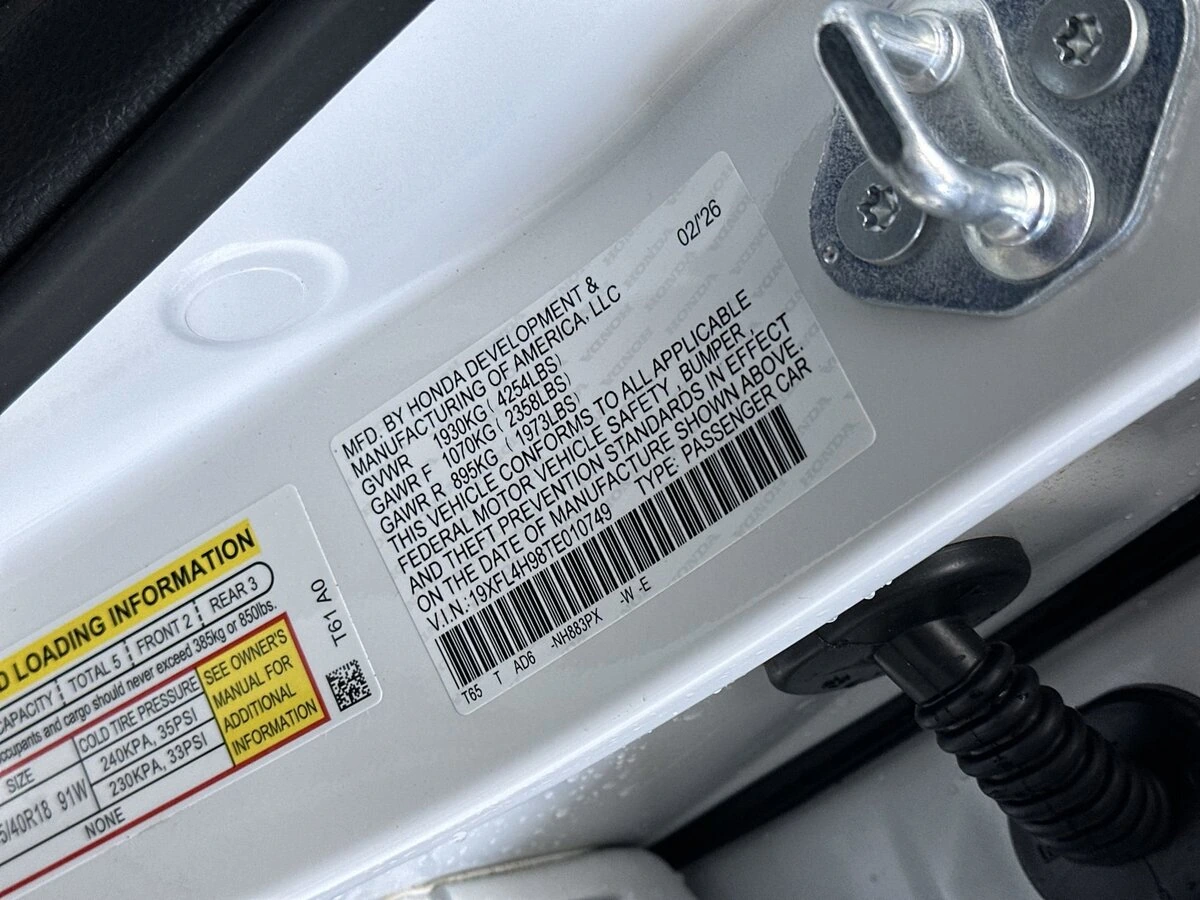 MFD. BY HONDA DEVELOPMENT &
MANUFACTURING OF AMERICA, LLC
02/'26
GVWR 1930KG ( 4254LBS)
GAWR F 1070KG ( 2358LBS)
GAWR R 895KG ( 1973LBS)
THIS VEHICLE CONFORMS TO ALL APPLICABLE
FEDERAL MOTOR VEHICLE SAFETY , BUMPER ,
AND THEFT PREVENTION STANDARDS IN EFFECT
ON THE DATE OF MANUFACTURE SHOWN ABOVE.
V.I.N.:19XFL4H98TE010749 TYPE: PASSENGER CAR
T65 T AD6 -NH883PX -W -E
LOADING INFORMATION
CAPACITY TOTAL 5 FRONT 2 REAR 3
occupants and cargo should never exceed 385kg or 850lbs.
SIZE COLD TIRE PRESSURE
240KPA, 35PSI
5/40R18 91W 230KPA, 33PSI
NONE
SEE OWNER'S
MANUAL FOR
ADDITIONAL
INFORMATION
T61 A0